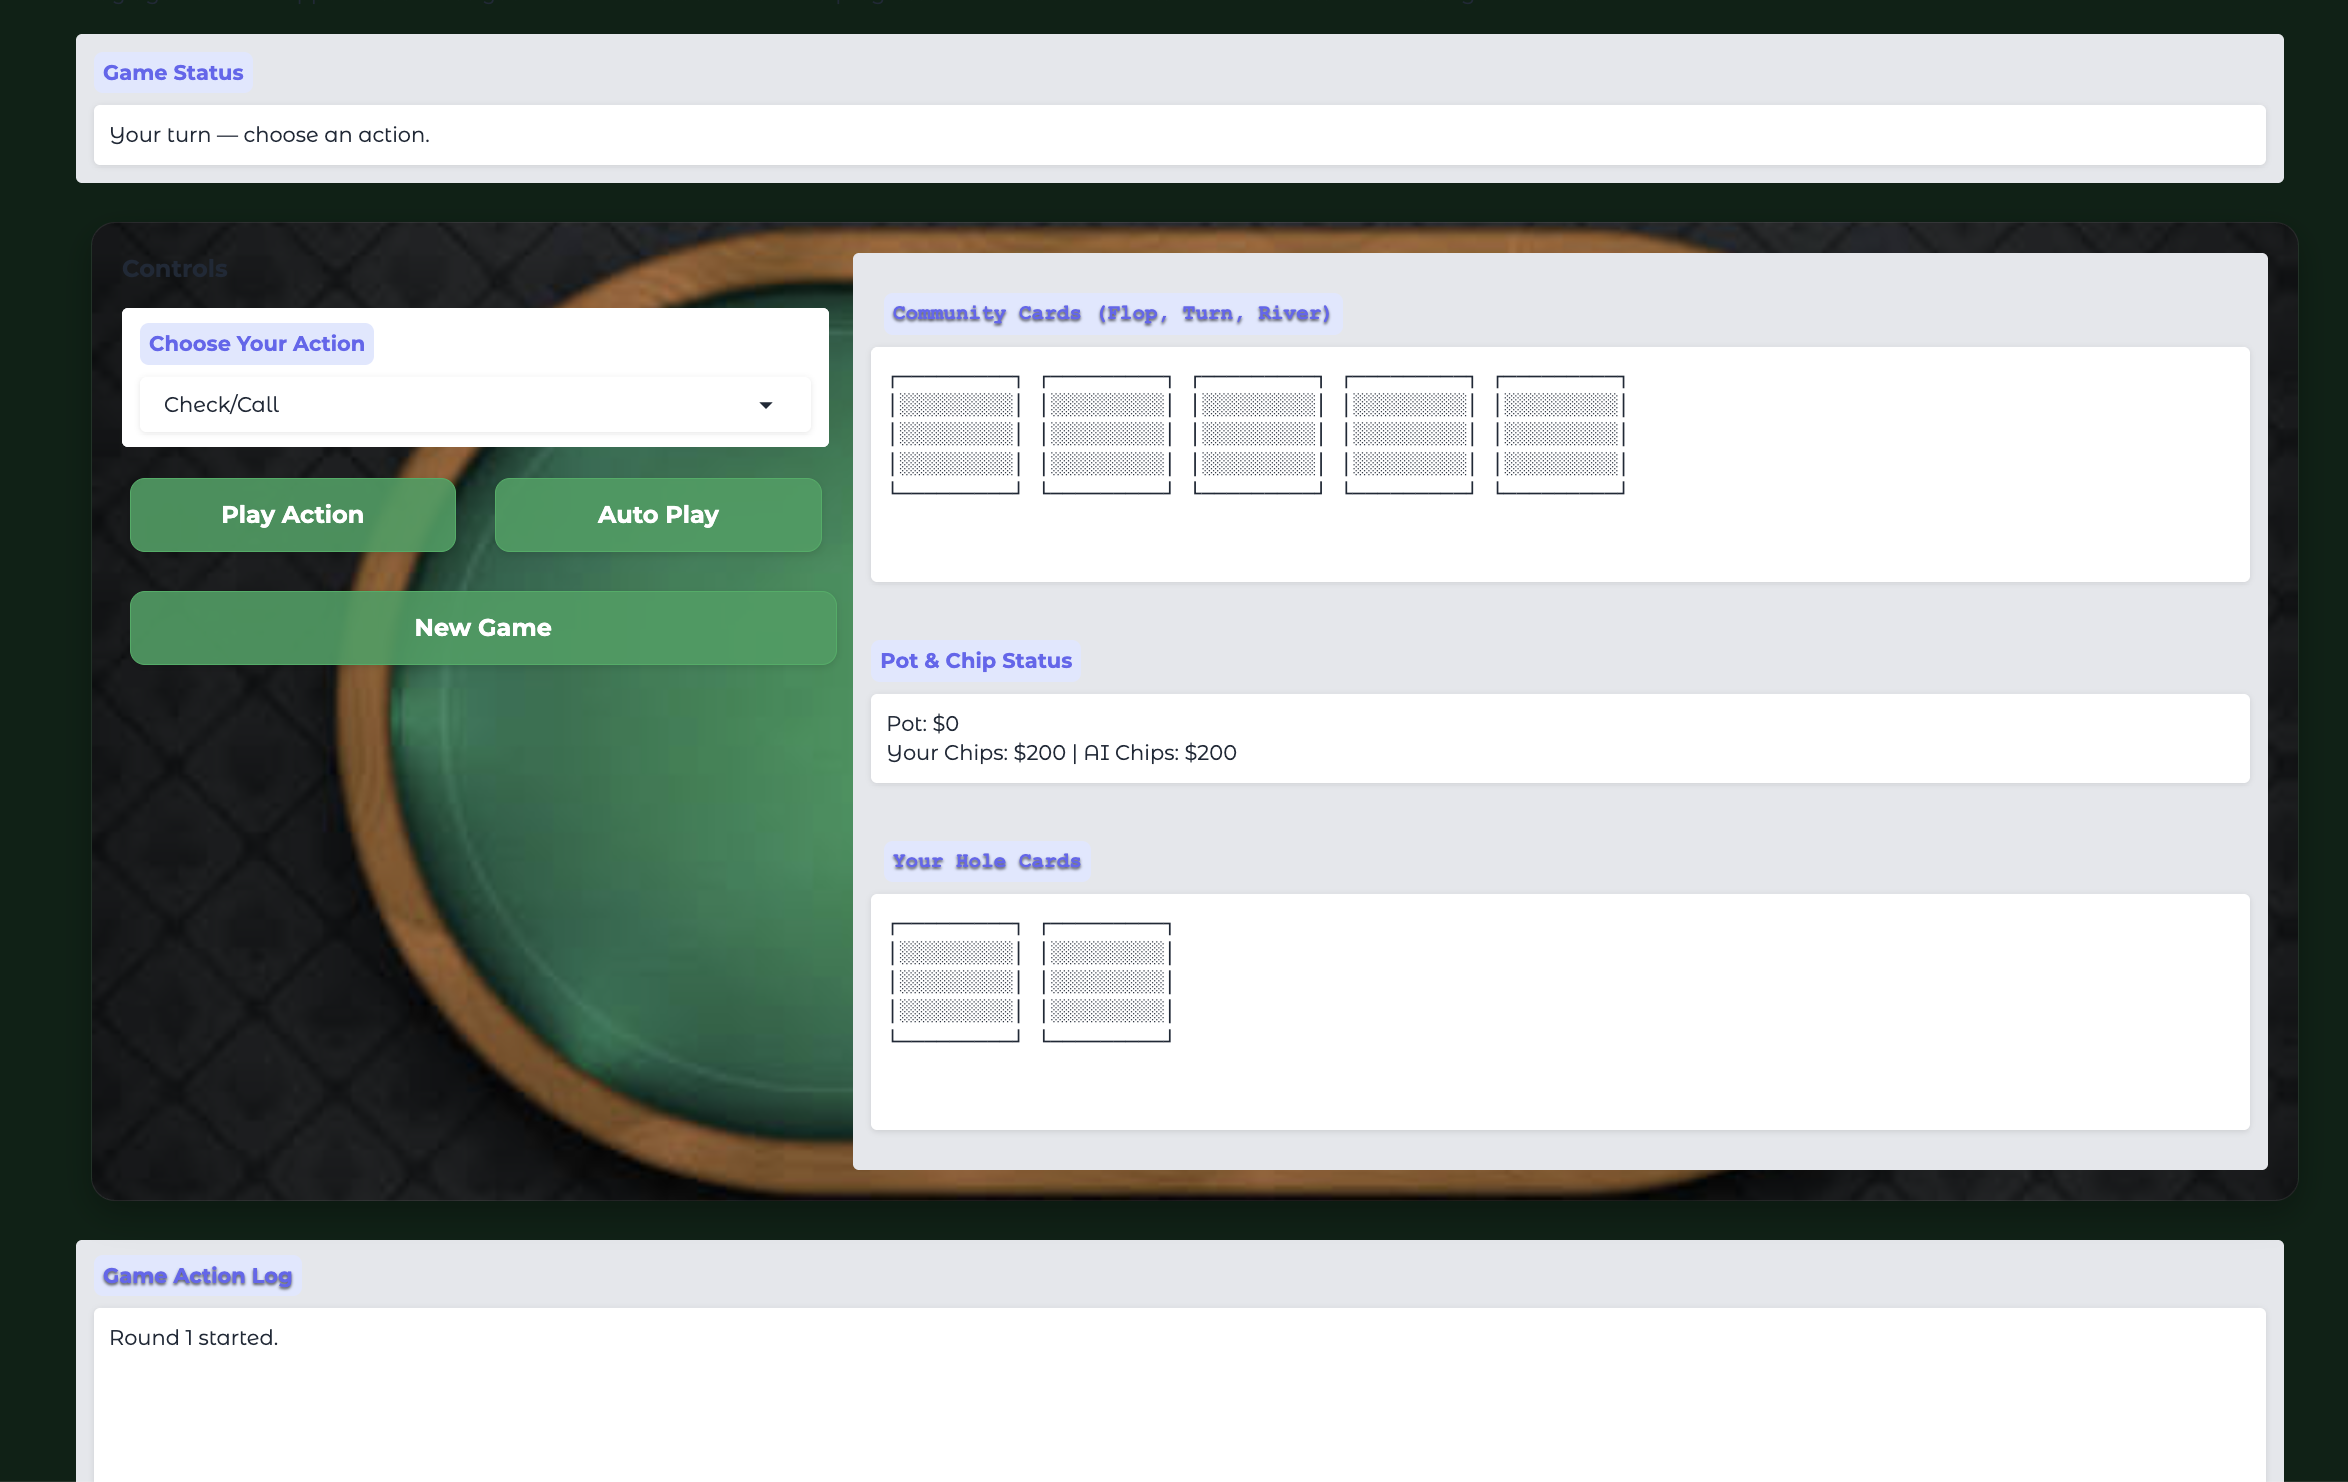 Game Status
Your turn — choose an action.
Controls
Choose Your Action
Check/Call
Play Action
Auto Play
New Game
Community Cards (Flop, Turn, River)
Pot & Chip Status
Pot: $0
Your Chips: $200 | AI Chips: $200
Your Hole Cards
Game Action Log
Round 1 started.